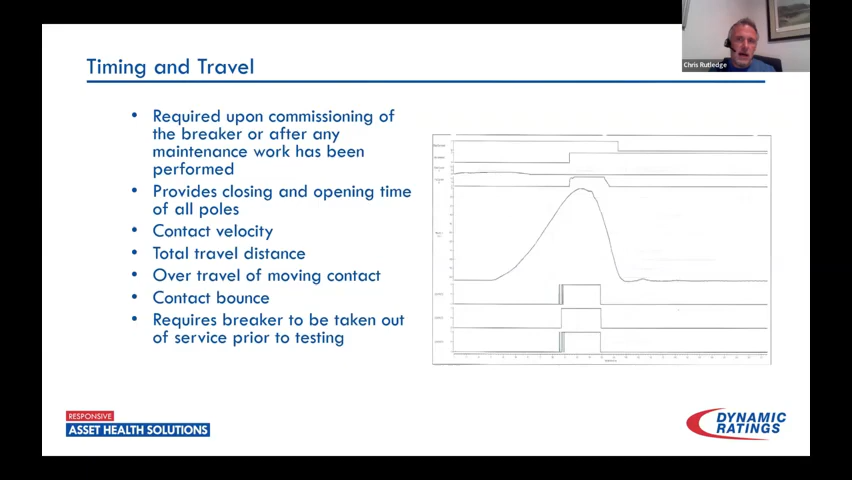 Chris Rutledge
Timing and Travel
• Required upon commissioning of
the breaker or after any
maintenance work has been
performed
• Provides closing and opening time
of all poles
• Contact velocity
• Total travel distance
• Over travel of moving contact
• Contact bounce
• Requires breaker to be taken out
of service prior to testing
RESPONSIVE
ASSET HEALTH SOLUTIONS
DYNAMIC
RATINGS